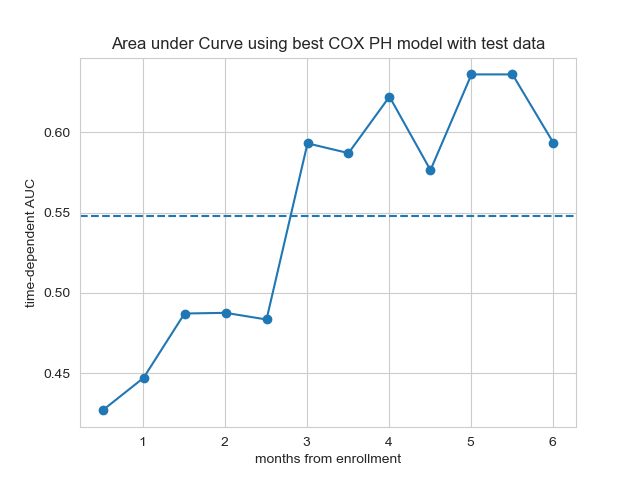 Area under Curve using best COX PH model with test data
time-dependent AUC
0.60
0.55
0.50
0.45
1 2 3 4 5 6
months from enrollment